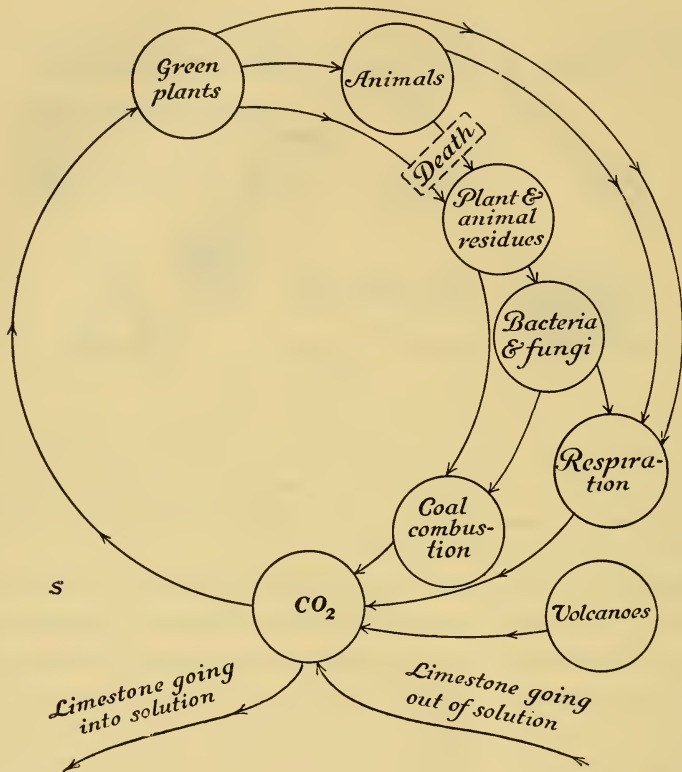 Green
plants
Animals
Death
Plant &
animal
residues
Bacteria
& fungi
Respira-
tion
Coal
combus-
tion
CO₂
Volcanoes
S
Limestone going
into solution
Limestone going
out of solution